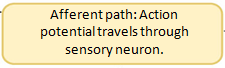 Afferent path: Action
potential travels through
sensory neuron.